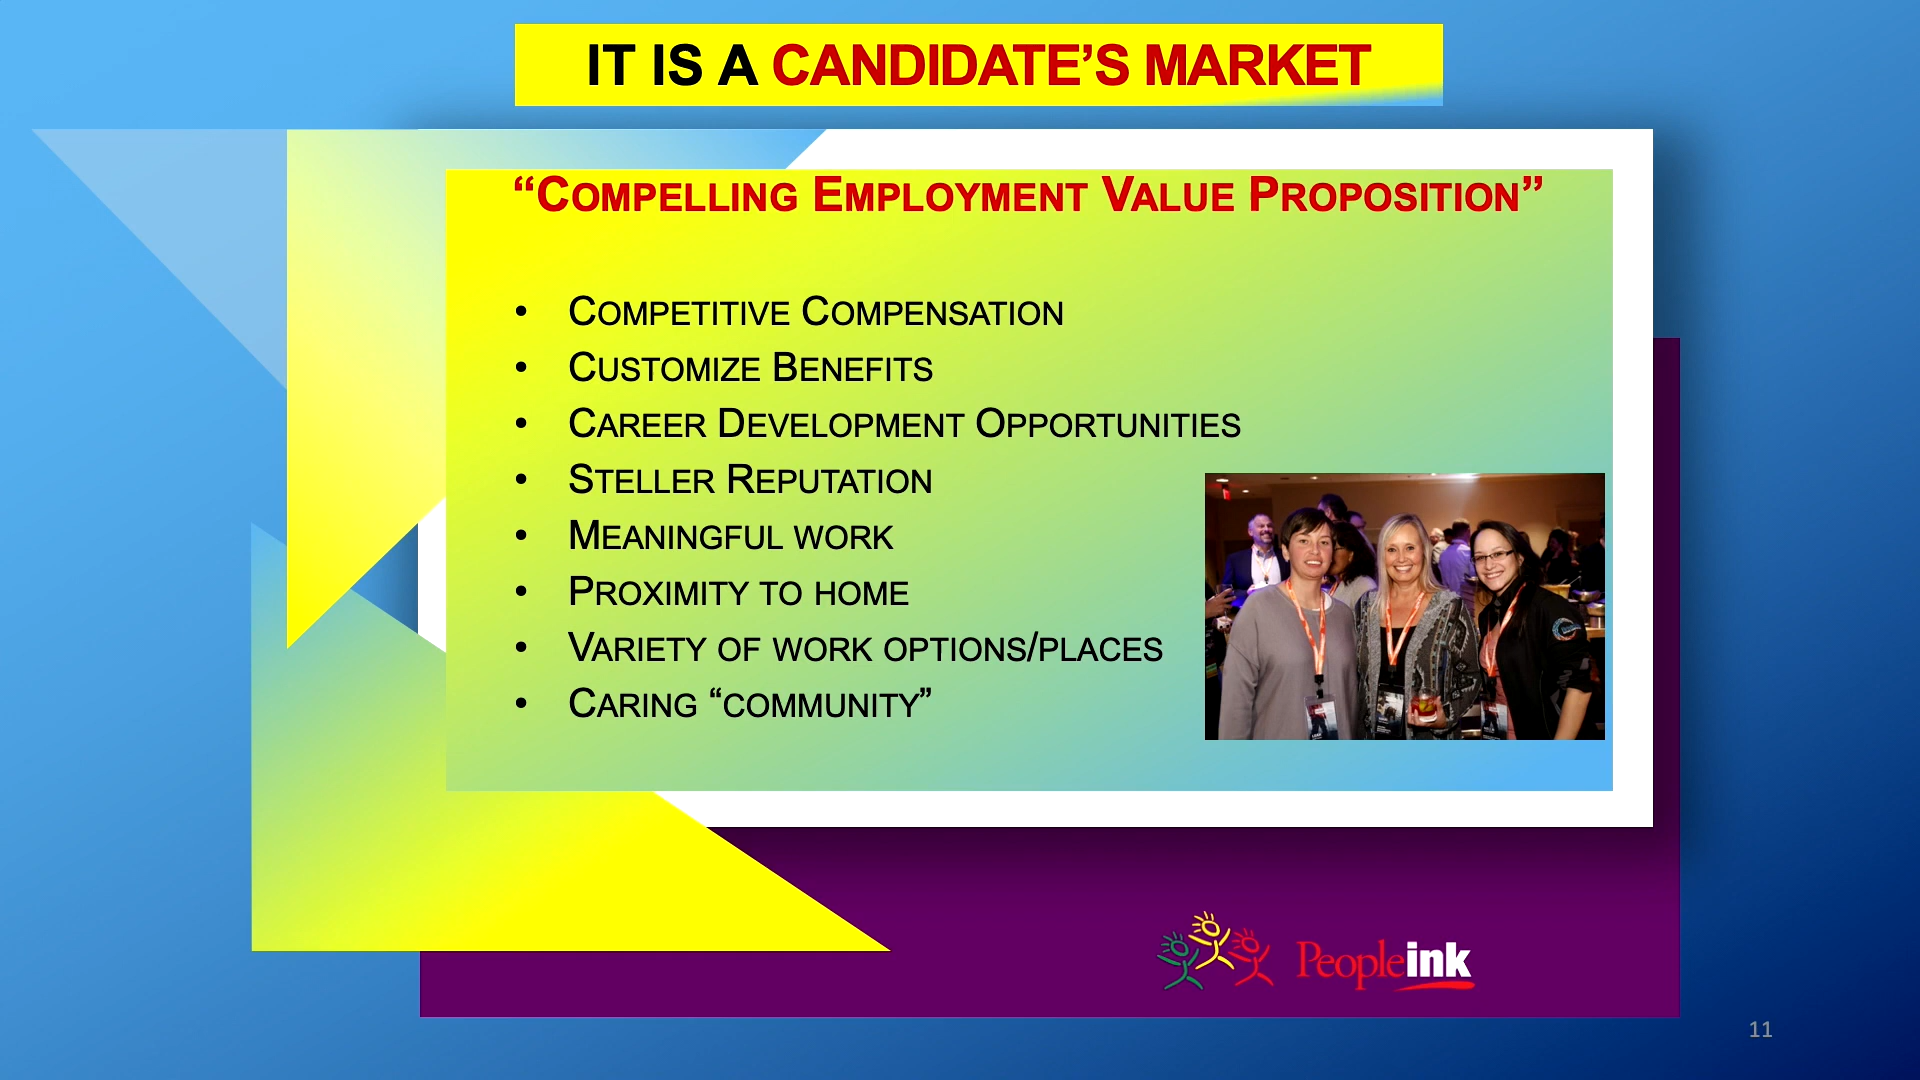 IT IS A CANDIDATE’S MARKET
“COMPELLING EMPLOYMENT VALUE PROPOSITION”
• COMPETITIVE COMPENSATION
• CUSTOMIZE BENEFITS
• CAREER DEVELOPMENT OPPORTUNITIES
• STELLER REPUTATION
• MEANINGFUL WORK
• PROXIMITY TO HOME
• VARIETY OF WORK OPTIONS/PLACES
• CARING “COMMUNITY”
Peopleink
11